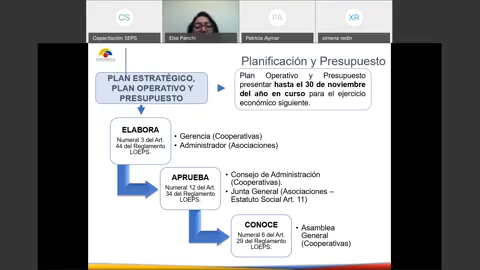 CS
PA
XR
Capacitación SEPS
Elsa Panchi
Patricia Aymar
ximena redin
Planificación y Presupuesto
PLAN ESTRATÉGICO,
PLAN OPERATIVO Y
PRESUPUESTO
Plan Operativo y Presupuesto
presentar hasta el 30 de noviembre
del año en curso para el ejercicio
económico siguiente.
ELABORA
Numeral 3 del Art.
44 del Reglamento
LOEPS.
• Gerencia (Cooperativas)
• Administrador (Asociaciones)
APRUEBA
Numeral 12 del Art.
34 del Reglamento
LOEPS.
• Consejo de Administración
(Cooperativas).
• Junta General (Asociaciones –
Estatuto Social Art. 11)
CONOCE
Numeral 6 del Art.
29 del Reglamento
LOEPS.
• Asamblea
General
(Cooperativas)